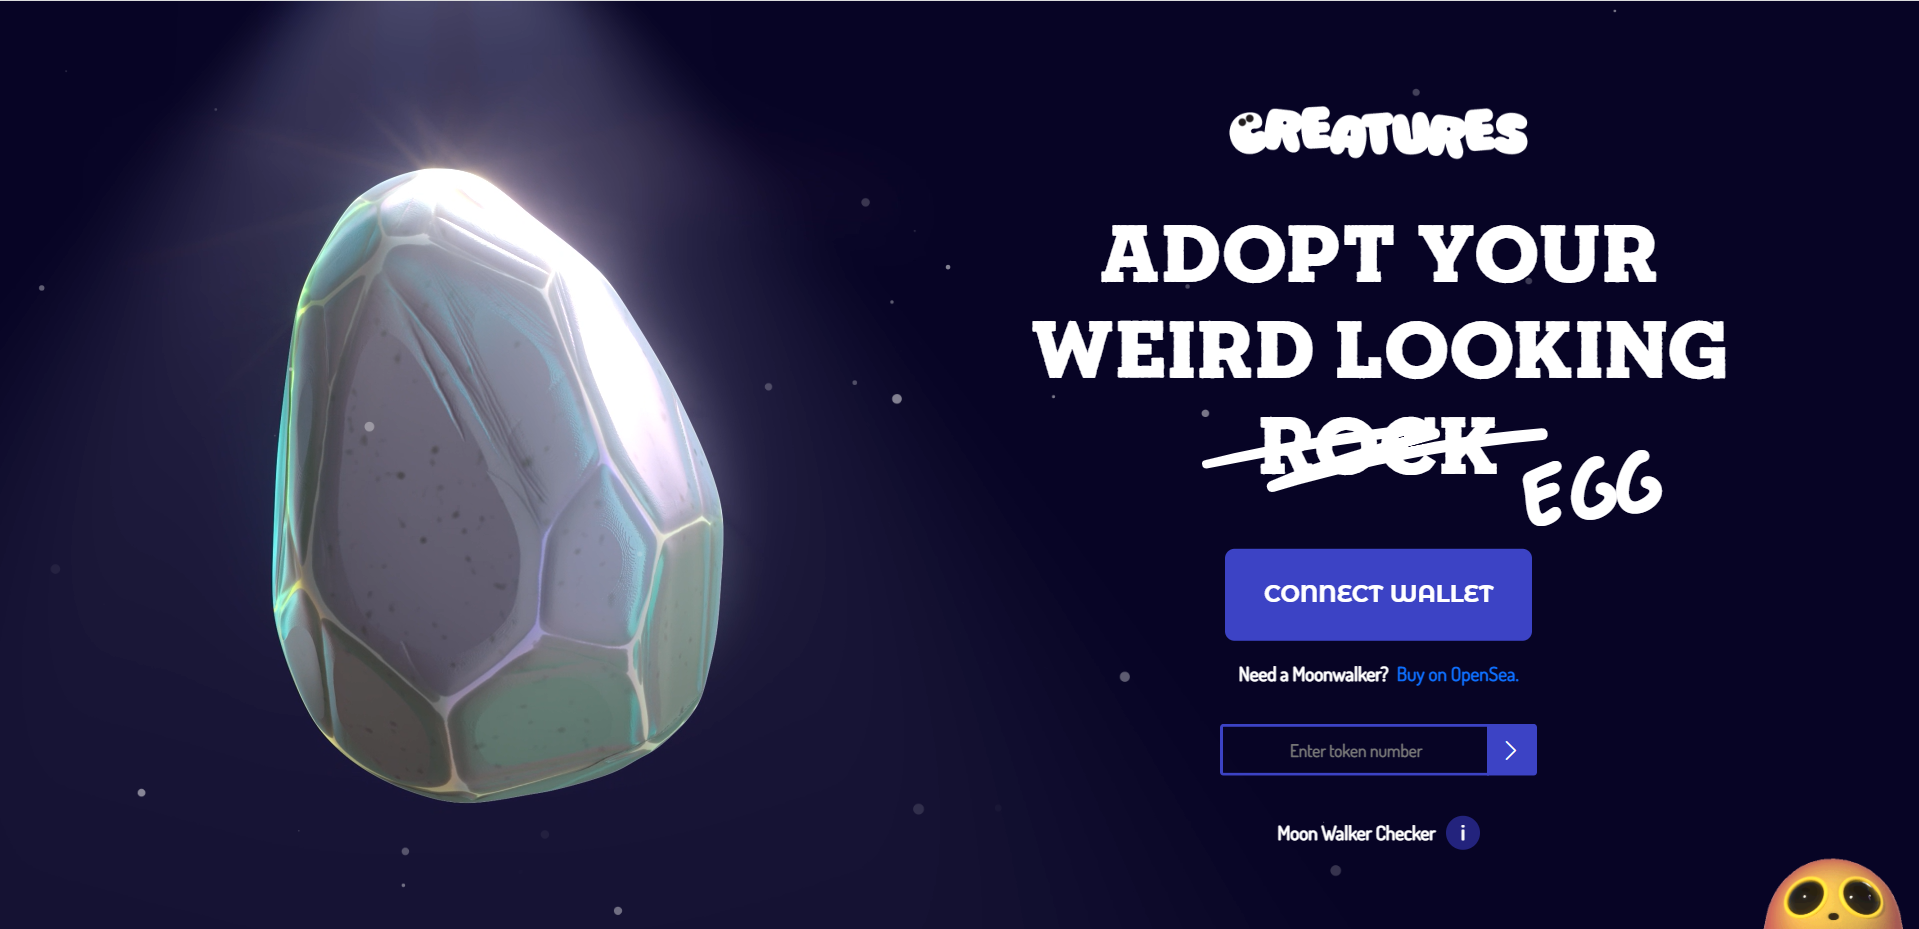 CREATURES
ADOPT YOUR
WEIRD LOOKING
ROCK
EGG
CONNECT WALLET
Need a Moonwalker? Buy on OpenSea.
Enter token number
Moon Walker Checker i